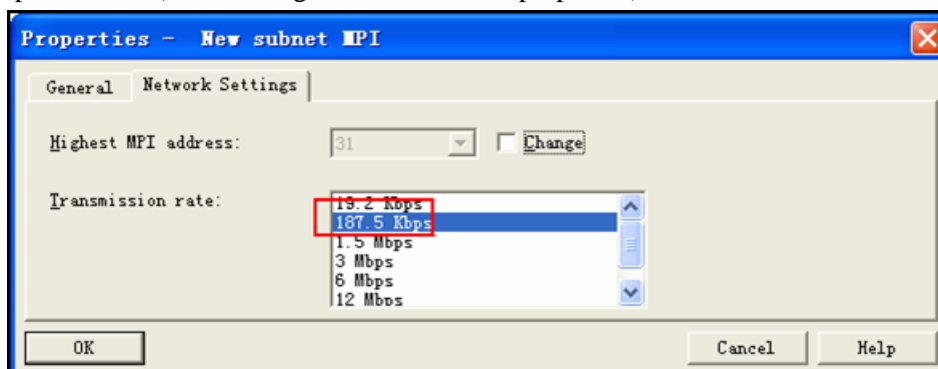 Properties - New subnet MPI
General Network Settings
Highest MPI address: 31 Change
Transmission rate: 19.2 Kbps
187.5 Kbps
1.5 Mbps
3 Mbps
6 Mbps
12 Mbps
OK Cancel Help